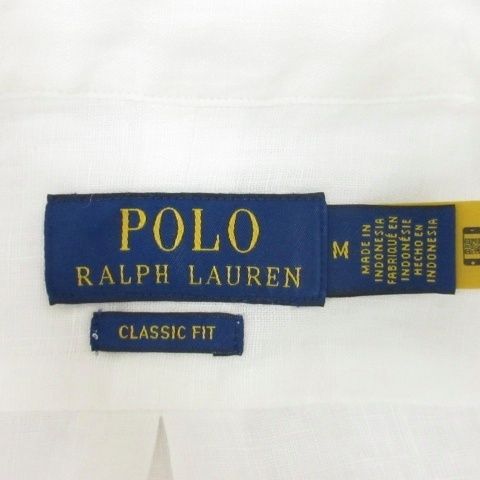 POLO
RALPH LAUREN
CLASSIC FIT
M
MADE IN
INDONESIA
FABRIQUÉ EN
INDONÉSIE
HECHO EN
INDONESIA